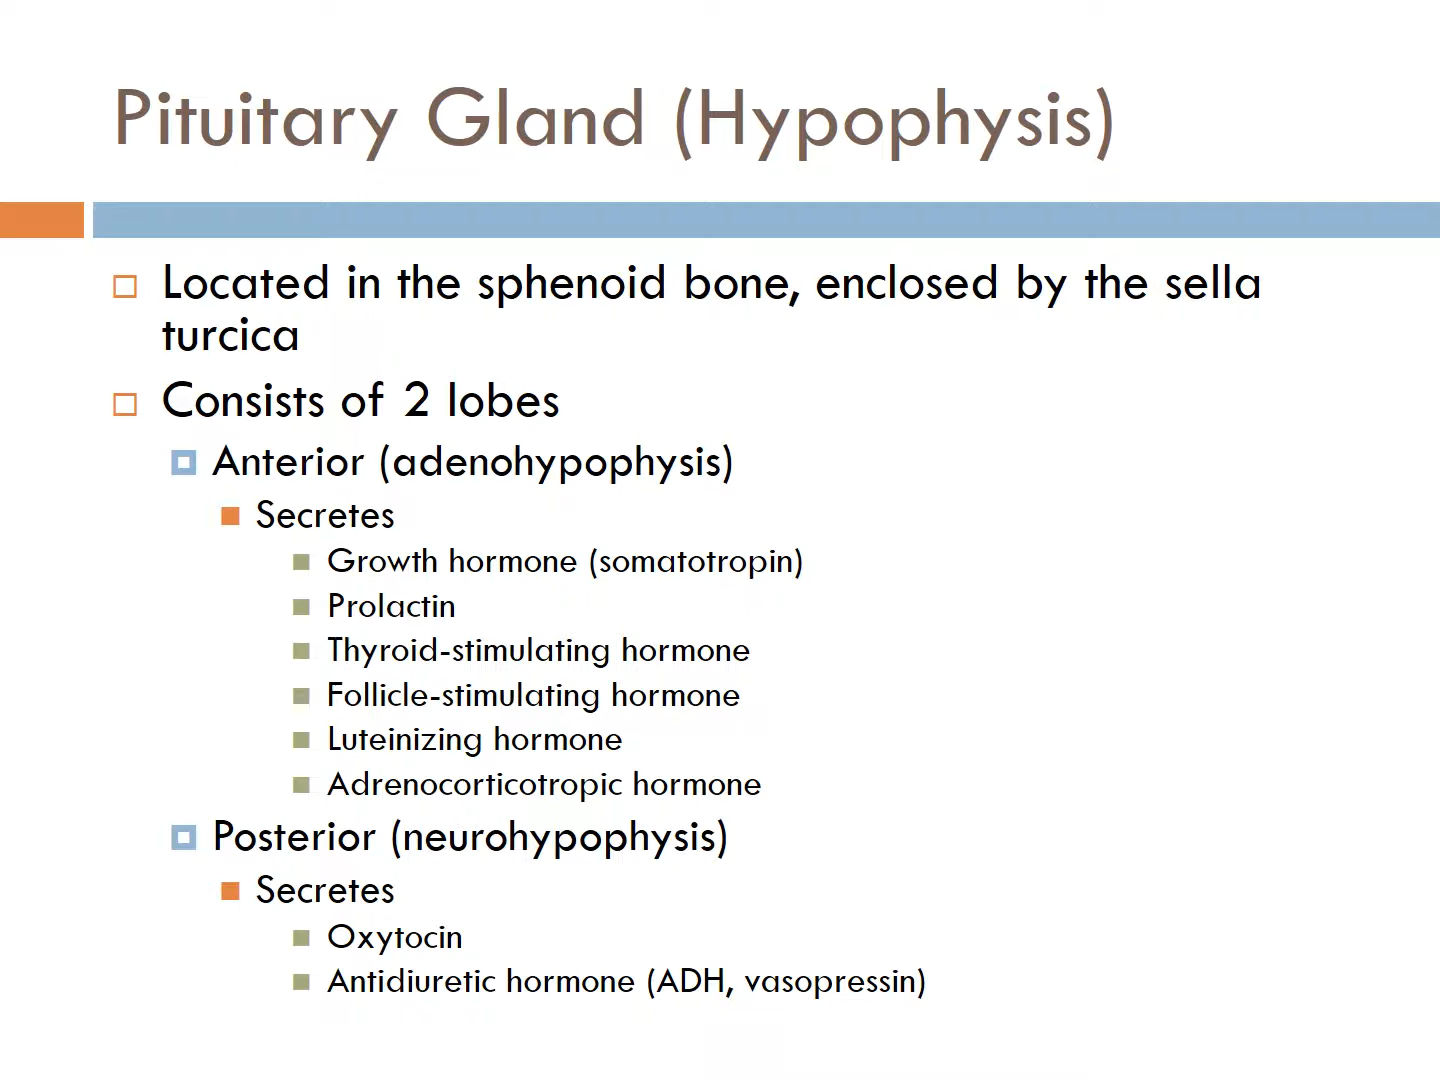 Pituitary Gland (Hypophysis)
Located in the sphenoid bone, enclosed by the sella
turcica
Consists of 2 lobes
Anterior (adenohypophysis)
Secretes
Growth hormone (somatotropin)
Prolactin
Thyroid-stimulating hormone
Follicle-stimulating hormone
Luteinizing hormone
Adrenocorticotropic hormone
Posterior (neurohypophysis)
Secretes
Oxytocin
Antidiuretic hormone (ADH, vasopressin)